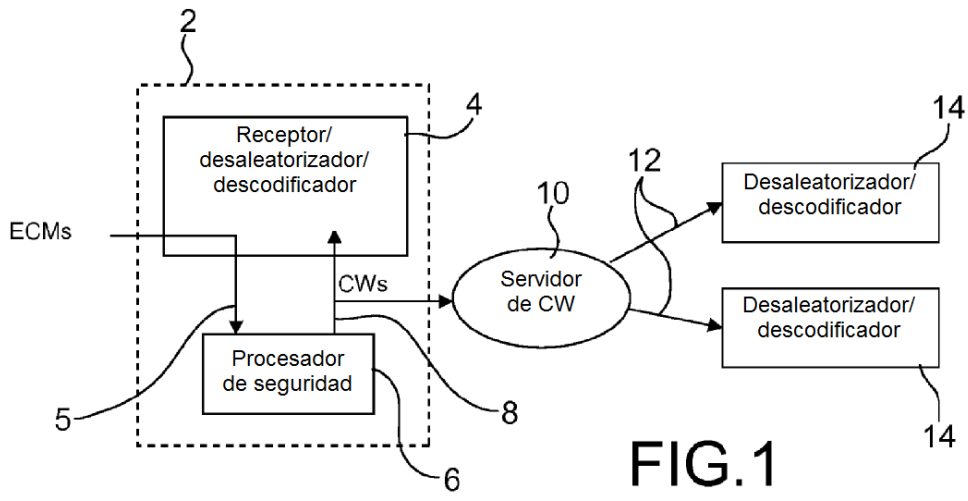 2
4
Receptor/
desaleatorizador/
descodificador
ECMs
CWs
5
Procesador
de seguridad
6
8
10
Servidor
de CW
12
14
Desaleatorizador/
descodificador
Desaleatorizador/
descodificador
14
FIG.1